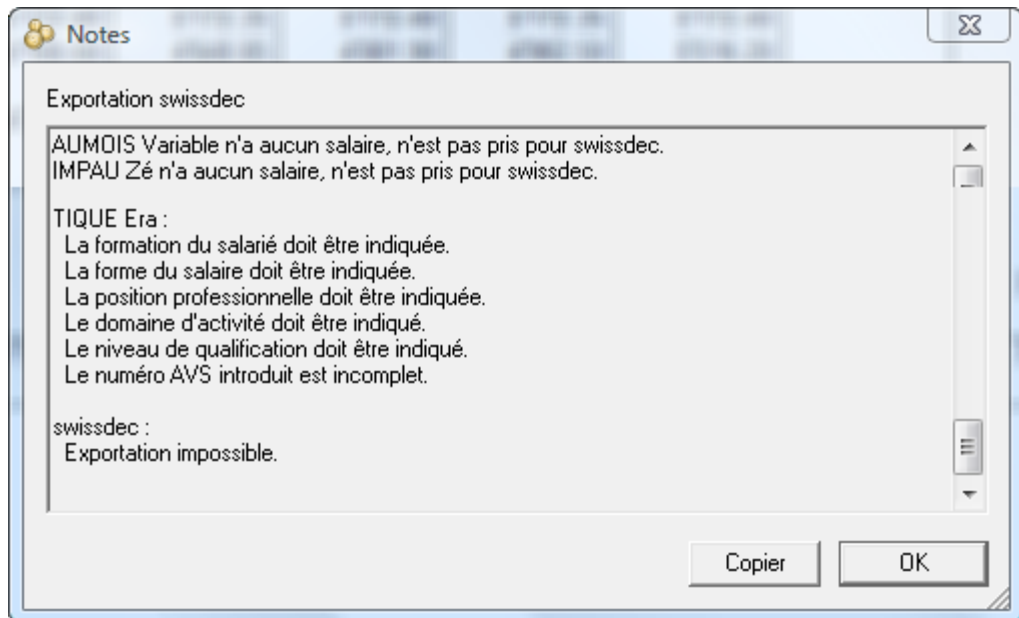 Notes
Exportation swissdec
AUMOIS Variable n'a aucun salaire, n'est pas pris pour swissdec.
IMPAU Zé n'a aucun salaire, n'est pas pris pour swissdec.
TIQUE Era :
La formation du salarié doit être indiquée.
La forme du salaire doit être indiquée.
La position professionnelle doit être indiquée.
Le domaine d'activité doit être indiqué.
Le niveau de qualification doit être indiqué.
Le numéro AVS introduit est incomplet.
swissdec :
Exportation impossible.
Copier
OK